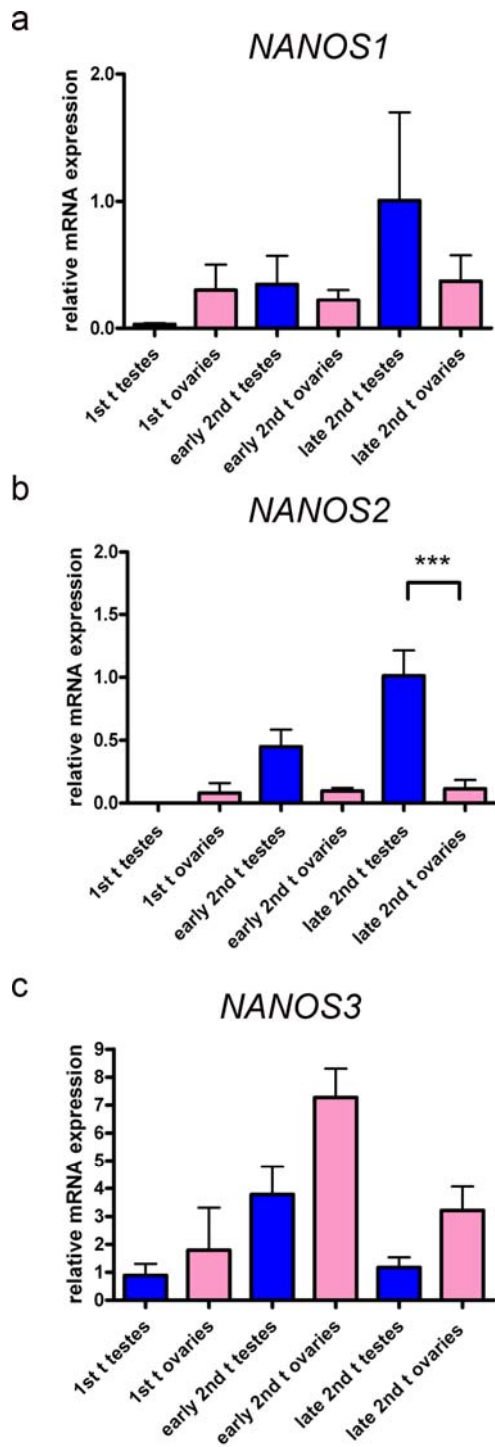 a
NANOS1
relative mRNA expression
2.0
1.0
0.0
1st t testes
1st t ovaries
early 2nd t testes
early 2nd t ovaries
late 2nd t testes
late 2nd t ovaries
b
NANOS2
relative mRNA expression
2.0
1.5
1.0
0.5
0.0
***
1st t testes
1st t ovaries
early 2nd t testes
early 2nd t ovaries
late 2nd t testes
late 2nd t ovaries
c
NANOS3
relative mRNA expression
9
8
7
6
5
4
3
2
1
0
1st t testes
1st t ovaries
early 2nd t testes
early 2nd t ovaries
late 2nd t testes
late 2nd t ovaries